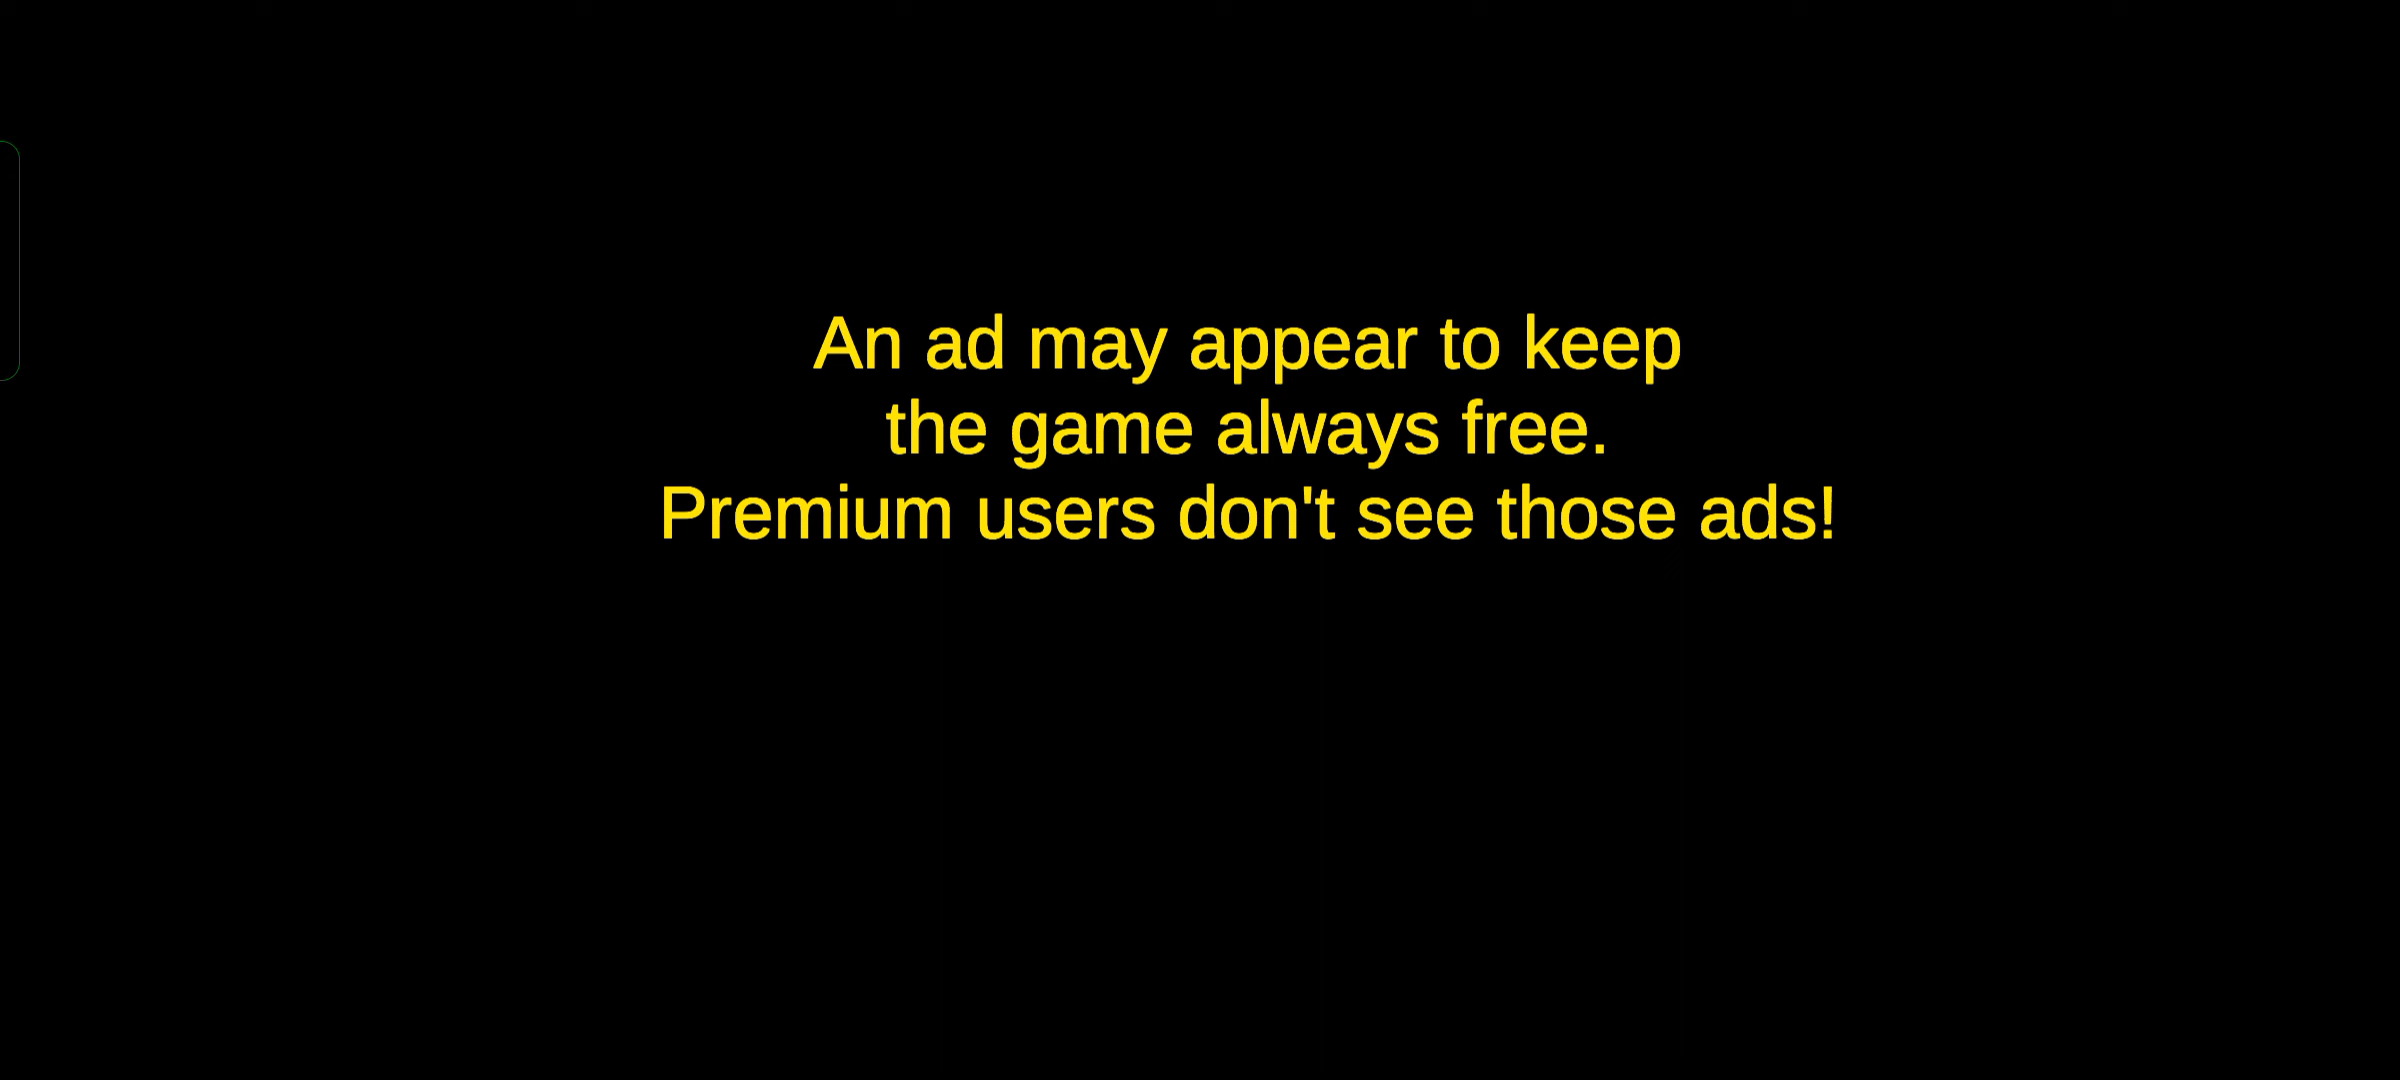 An ad may appear to keep
the game always free.
Premium users don't see those ads!